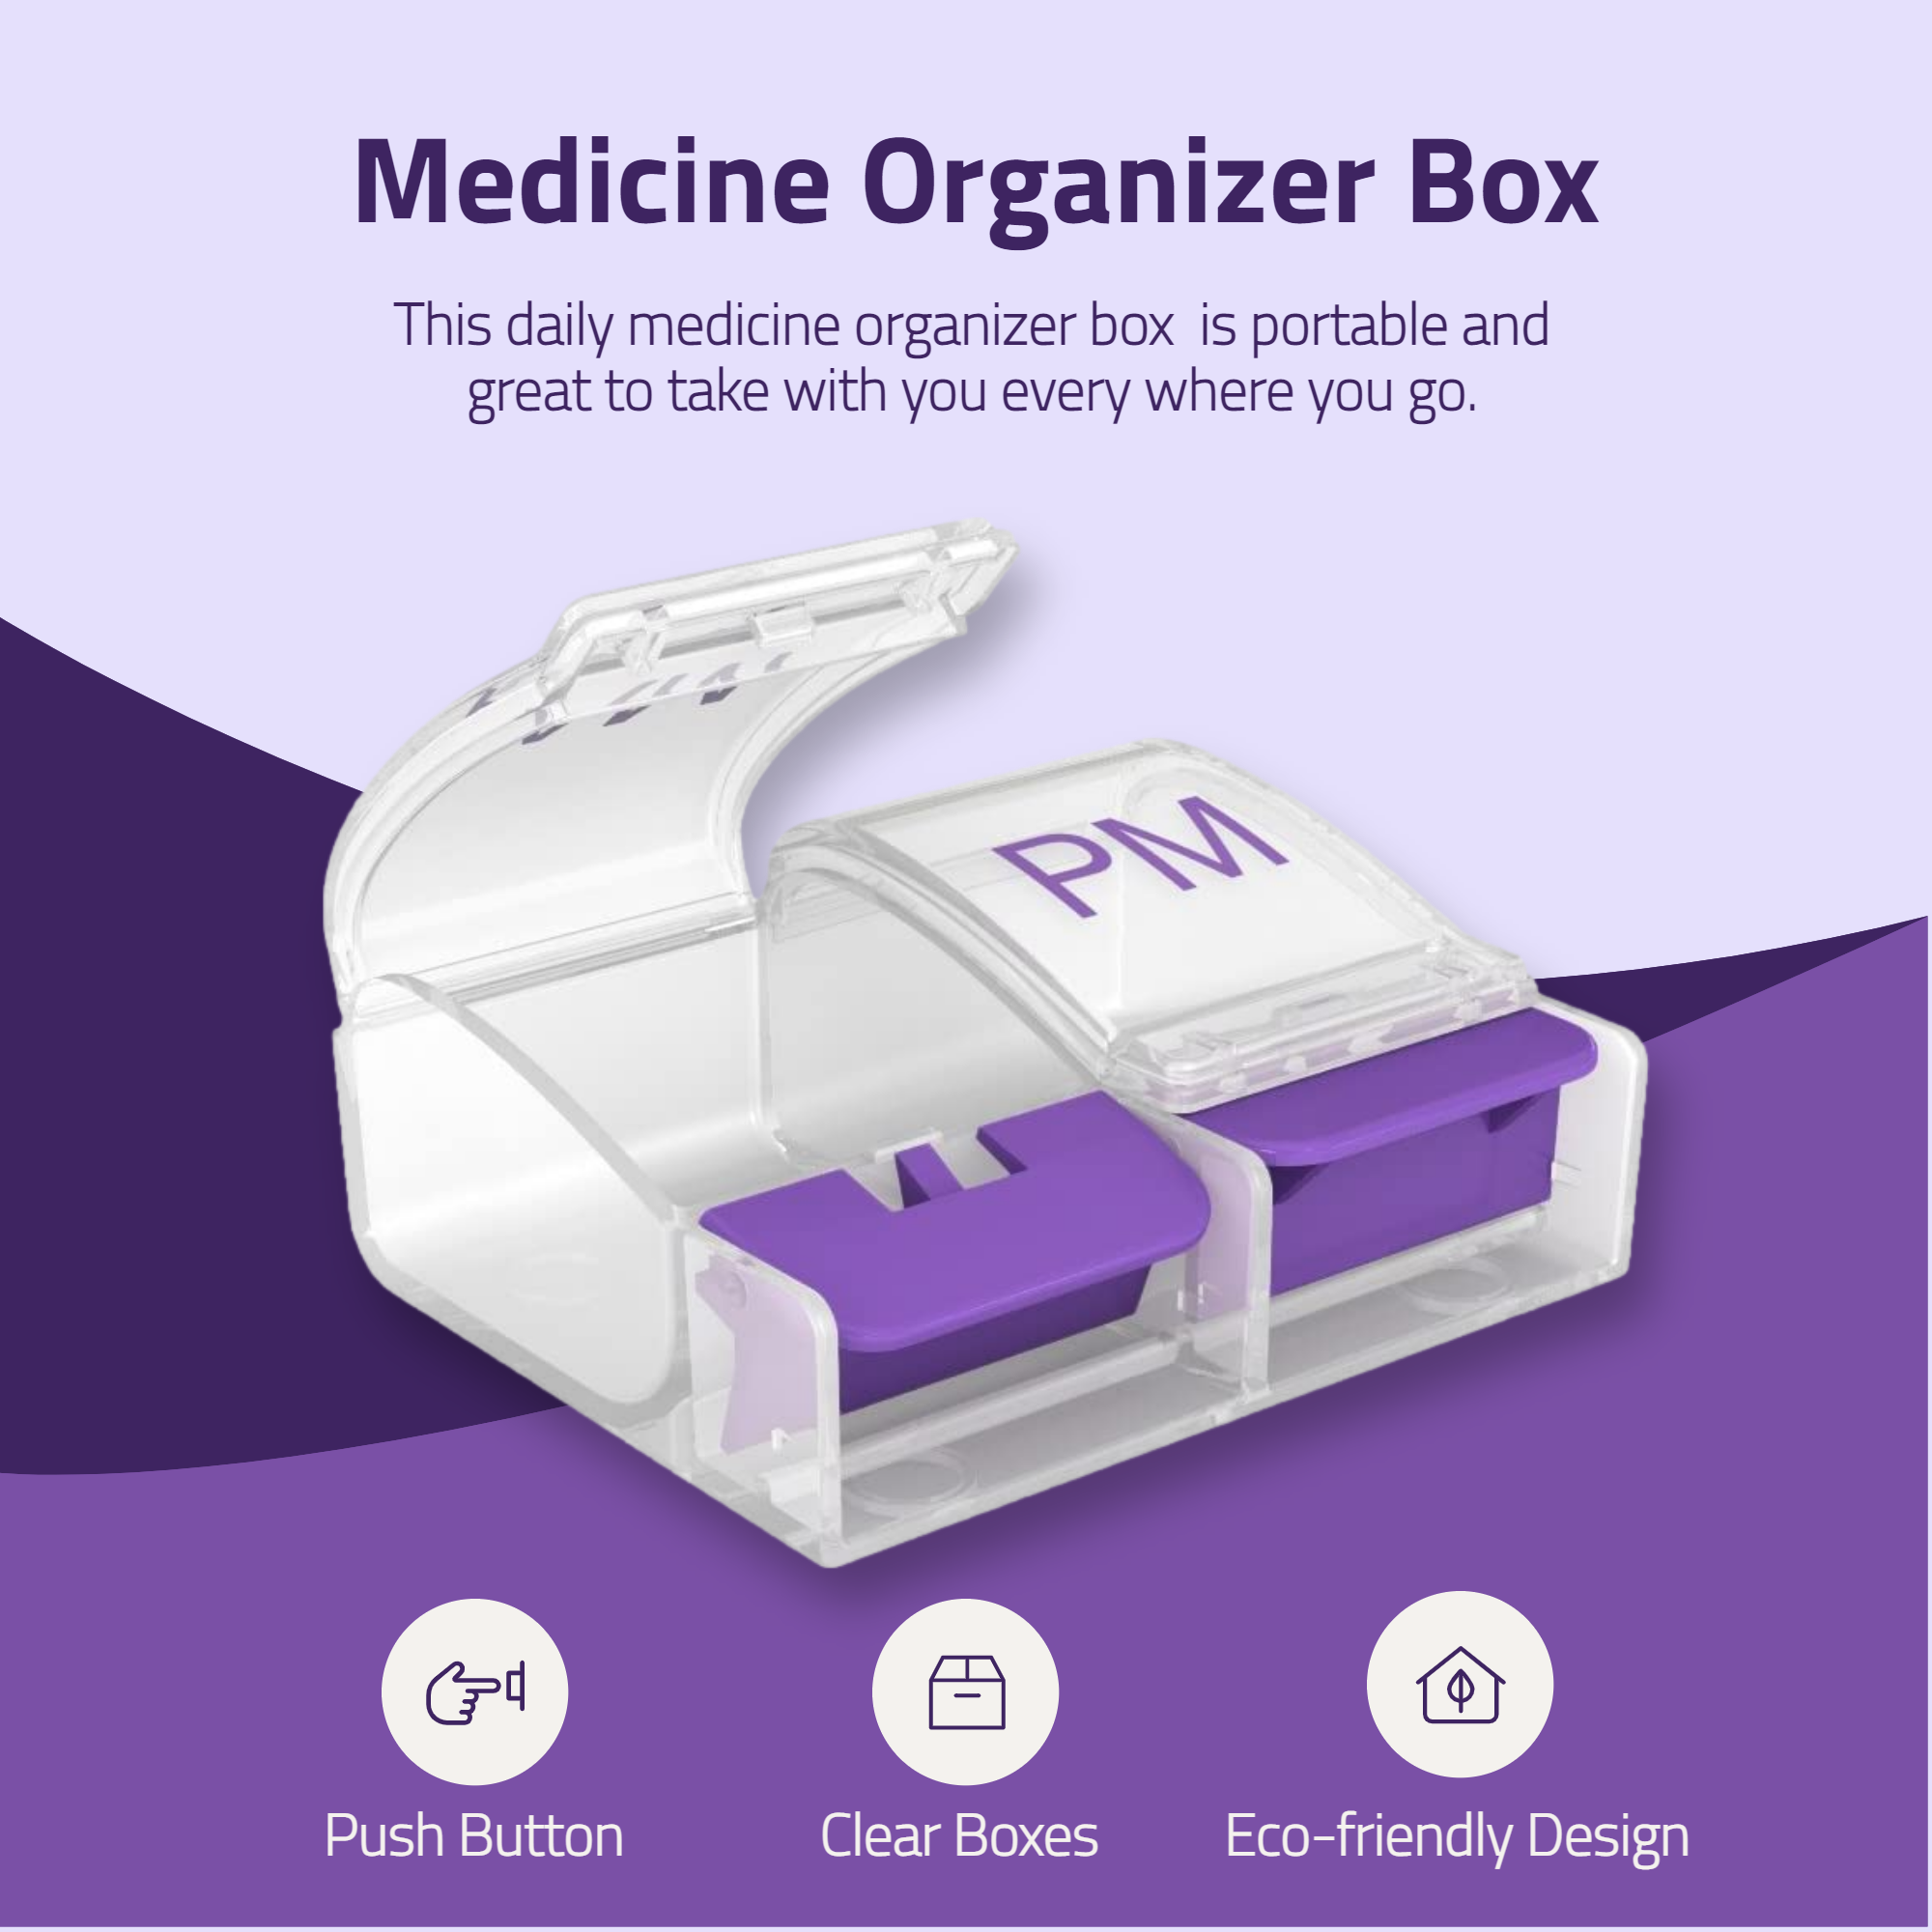 Medicine Organizer Box
This daily medicine organizer box  is portable and
great to take with you every where you go.
PM
Push Button
Clear Boxes
Eco-friendly Design